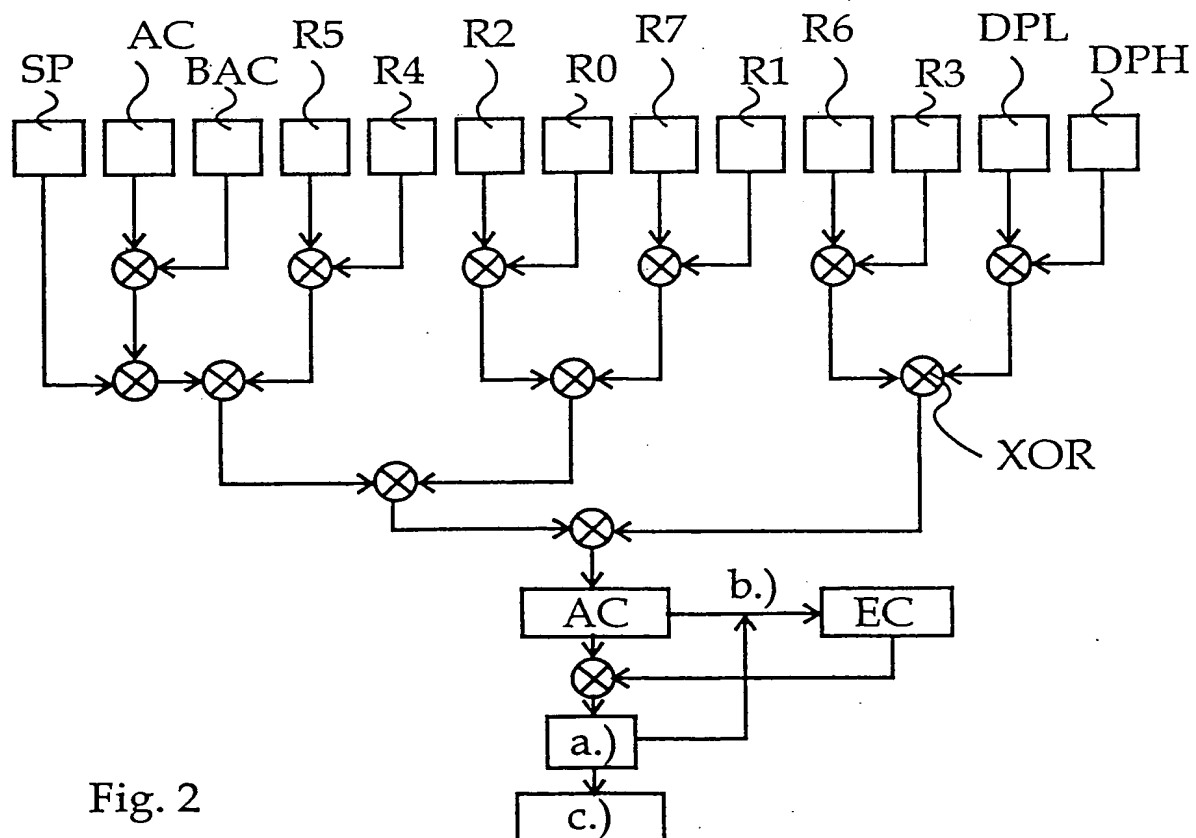 SP AC BAC R5 R4 R2 R0 R7 R1 R6 R3 DPL DPH
XOR
AC b.) EC
a.)
c.)
Fig. 2